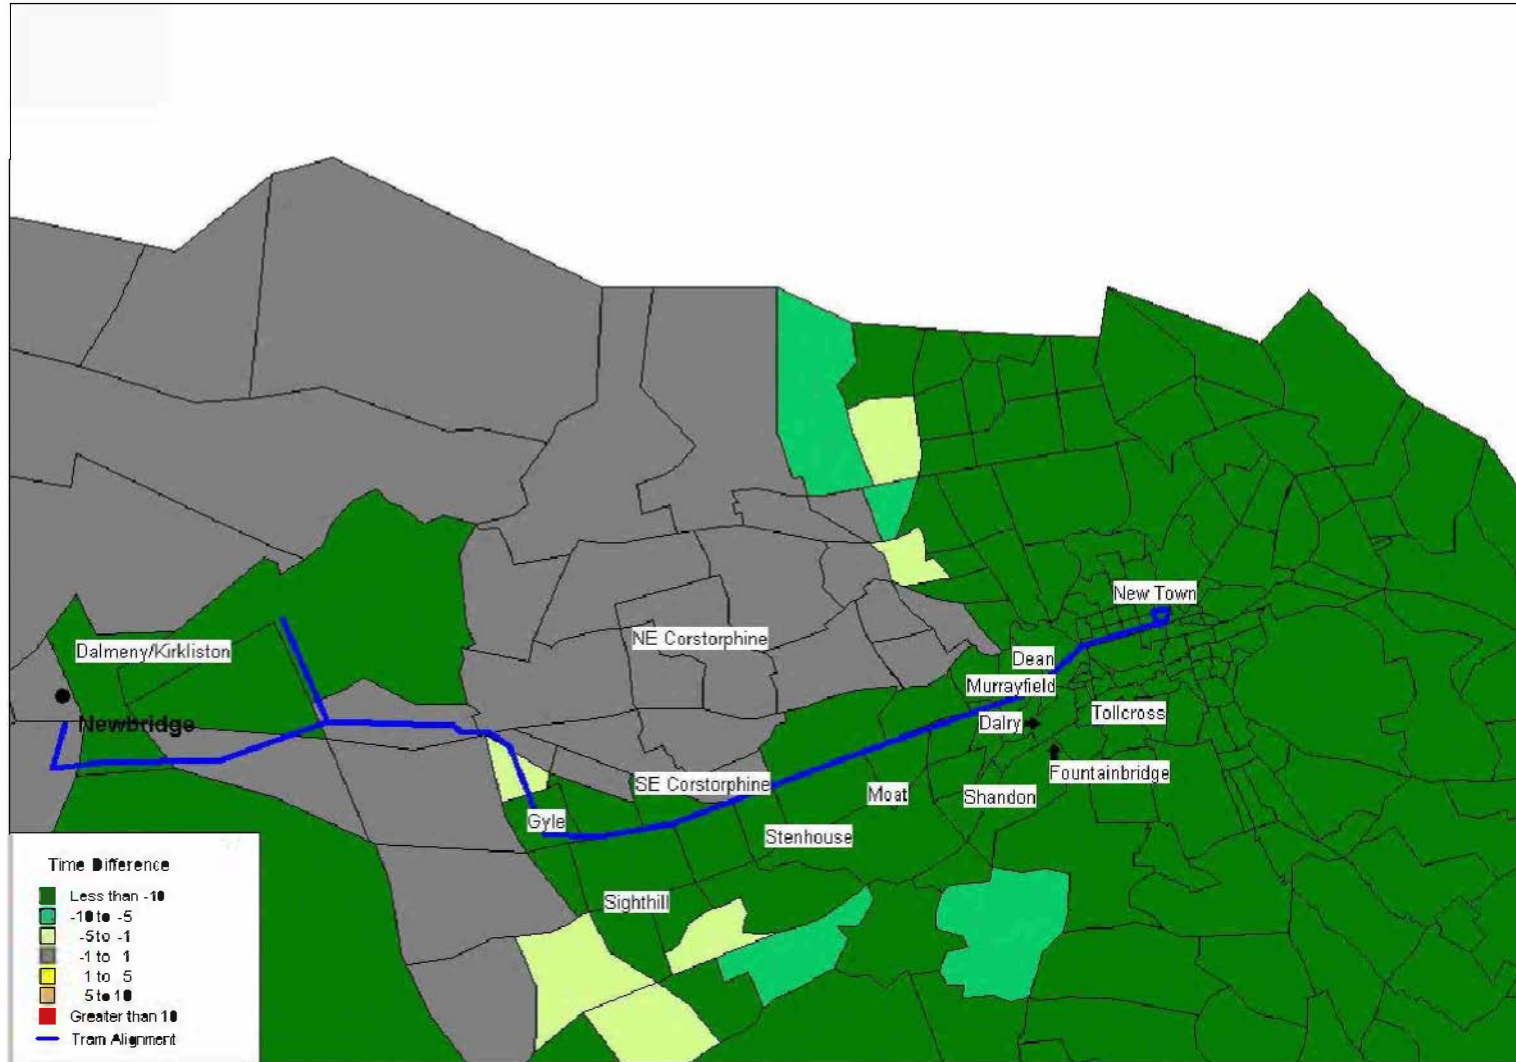 New Town
NE Corstorphine
Dalmeny/Kirkliston
Dean
Murrayfield
Tollcross
Dalry
Newbridge
Fountainbridge
SE Corstorphine
Moat
Shandon
Gyle
Stenhouse
Sighthill
Time Difference
Less than -10
-10 to -5
-5 to -1
-1 to 1
1 to 5
5 to 10
Greater than 10
Tram Alignment